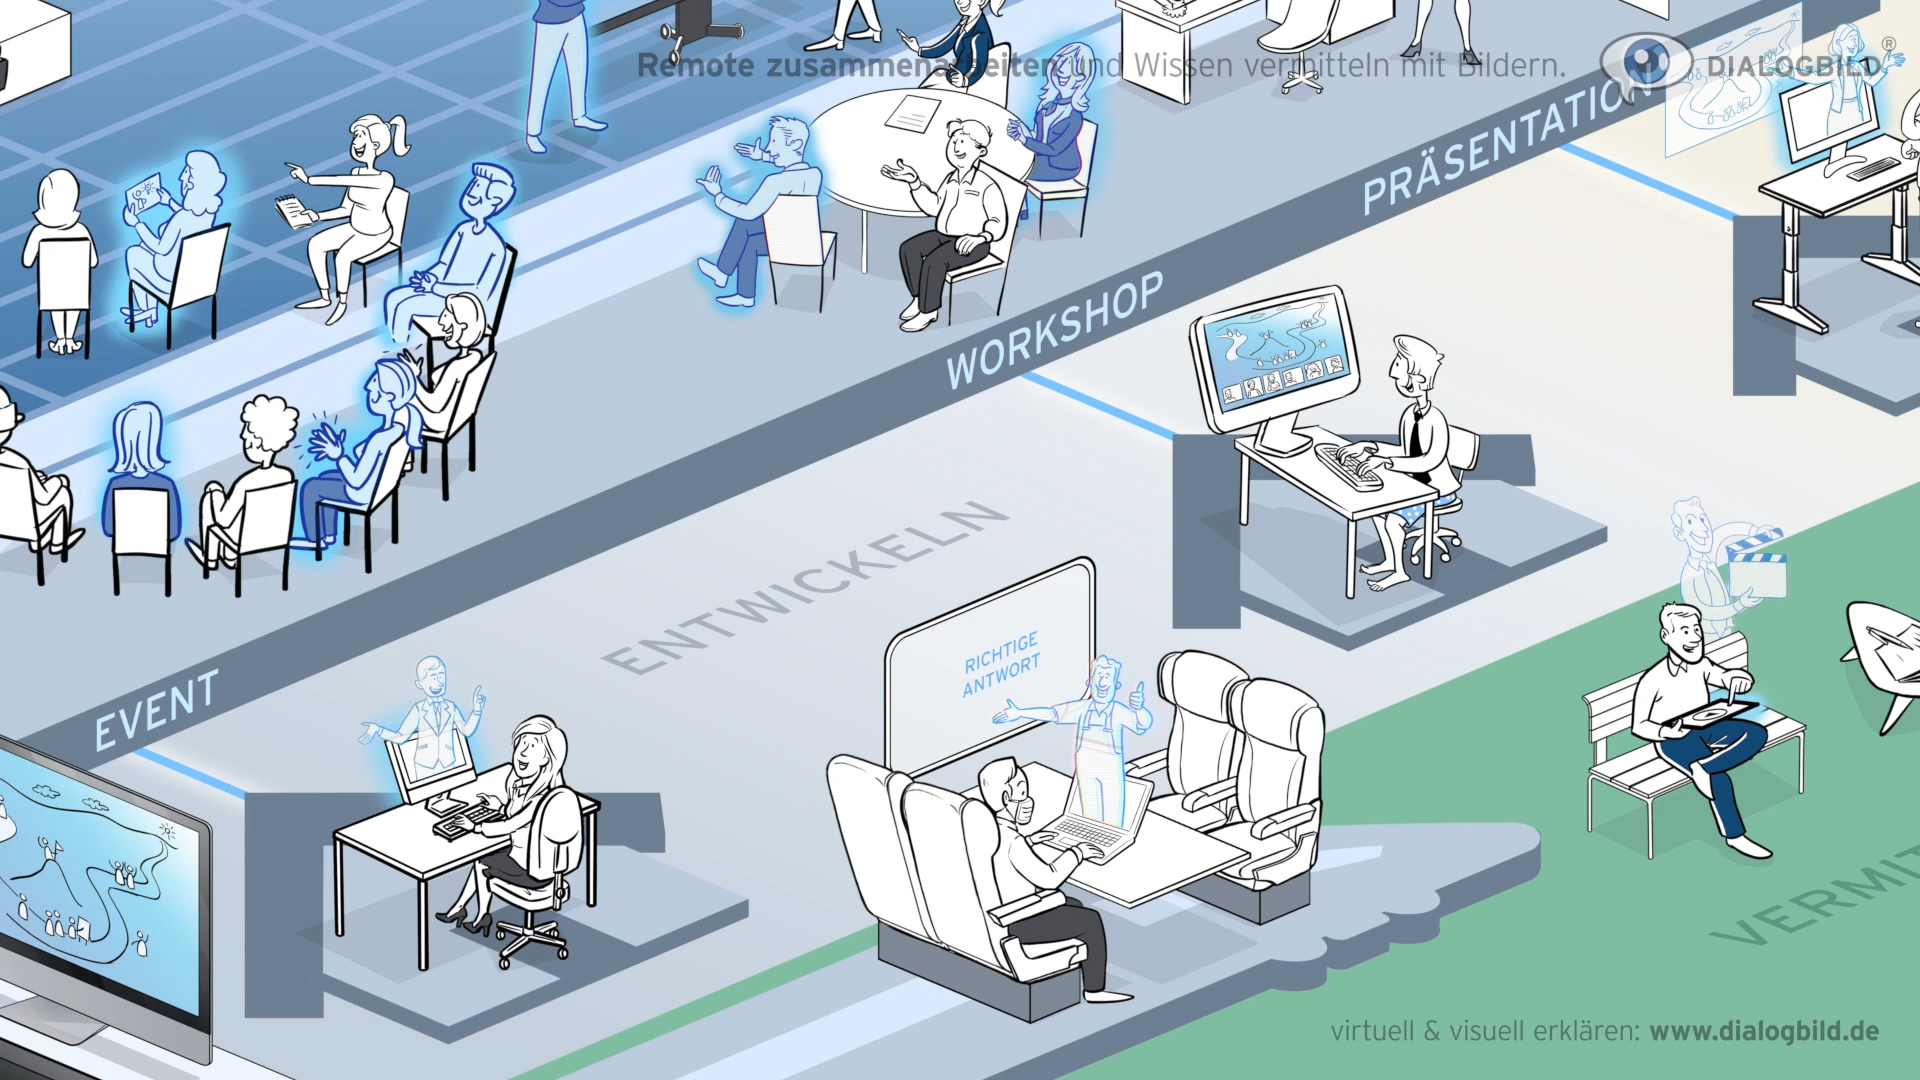 Remote zusammenarbeiten und Wissen vermitteln mit Bildern.
DIALOGBILD®
PRÄSENTATION
WORKSHOP
ENTWICKELN
RICHTIGE
ANTWORT
EVENT
virtuell & visuell erklären: www.dialogbild.de